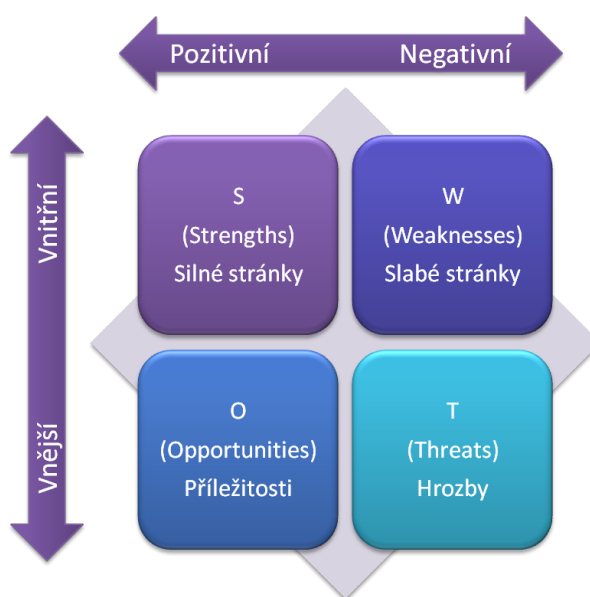 Pozitivní
Negativní
Vnitřní
Vnější
S
(Strengths)
Silné stránky
W
(Weaknesses)
Slabé stránky
O
(Opportunities)
Příležitosti
T
(Threats)
Hrozby